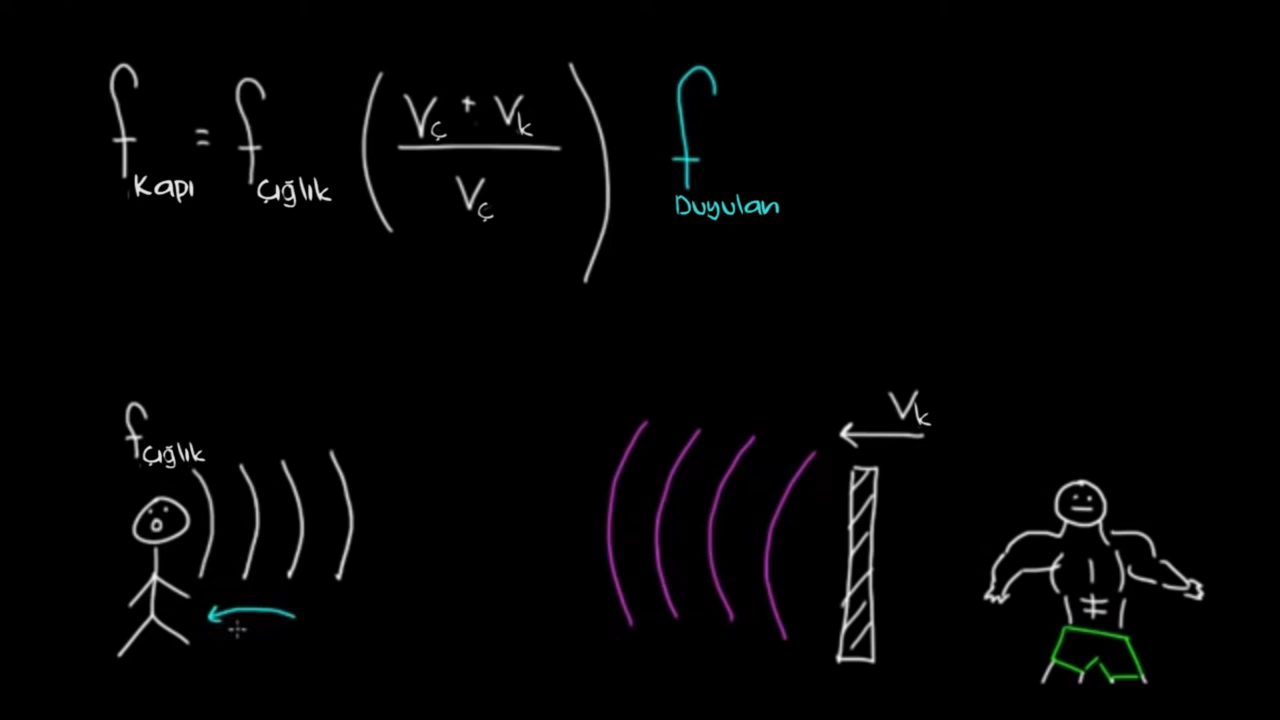 f_Kapı = f_Çığlık ( (V_ç + V_k) / V_ç ) f_Duyulan
V_k
f_Çığlık